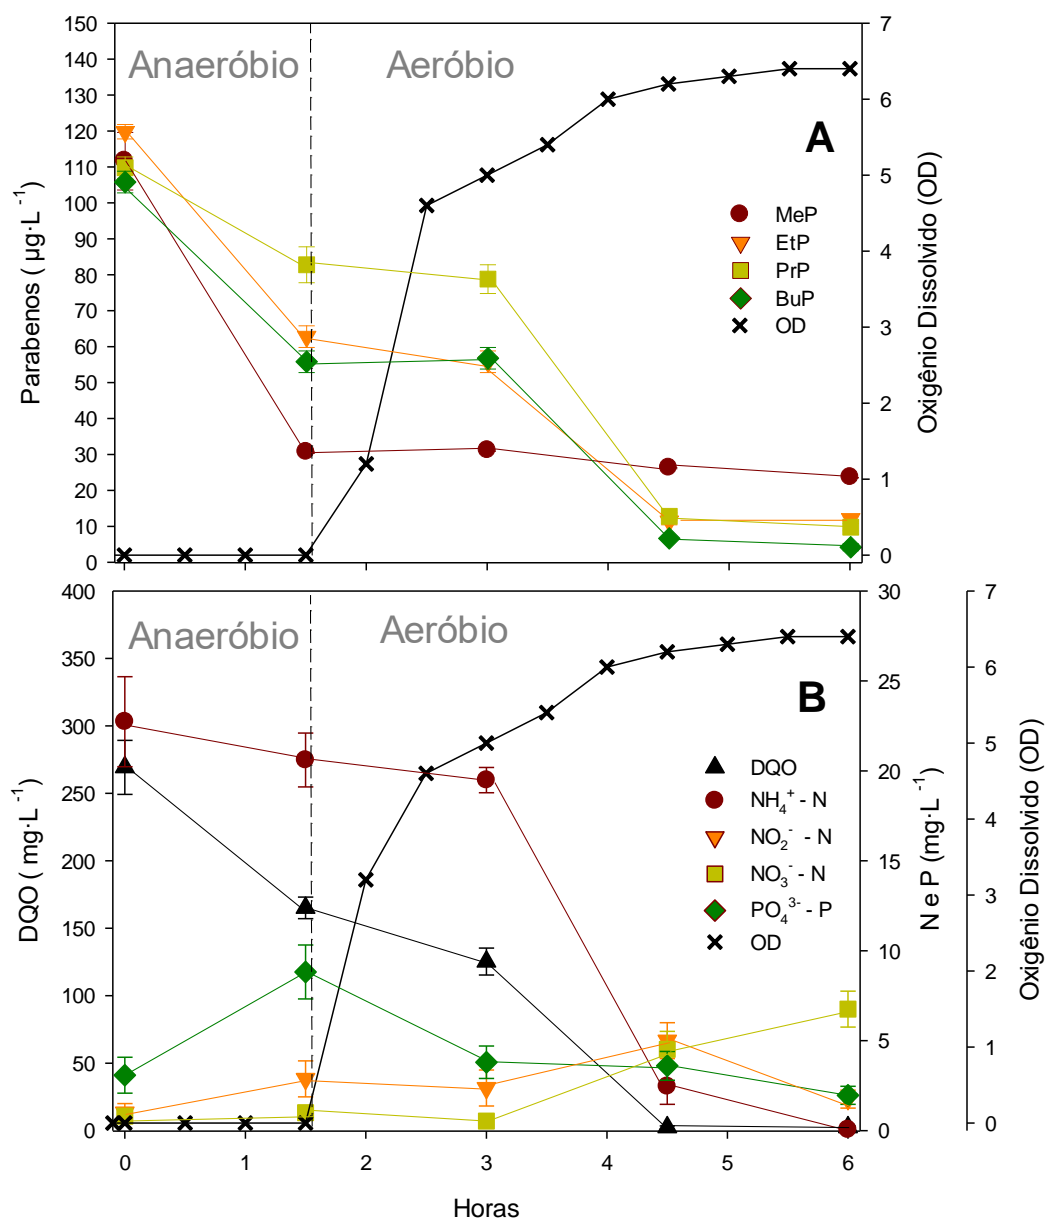 Anaeróbio
Aeróbio
A
Parabenos ( µg·L -1)
150
140
130
120
110
100
90
80
70
60
50
40
30
20
10
0
7
6
5
4
3
2
1
0
Oxigênio Dissolvido (OD)
MeP
EtP
PrP
BuP
OD
Anaeróbio
Aeróbio
B
DQO ( mg·L -1)
400
350
300
250
200
150
100
50
0
30
25
20
15
10
5
0
N e P (mg·L -1)
7
6
5
4
3
2
1
0
Oxigênio Dissolvido (OD)
DQO
NH4+ - N
NO2- - N
NO3- - N
PO43- - P
OD
0 1 2 3 4 5 6
Horas